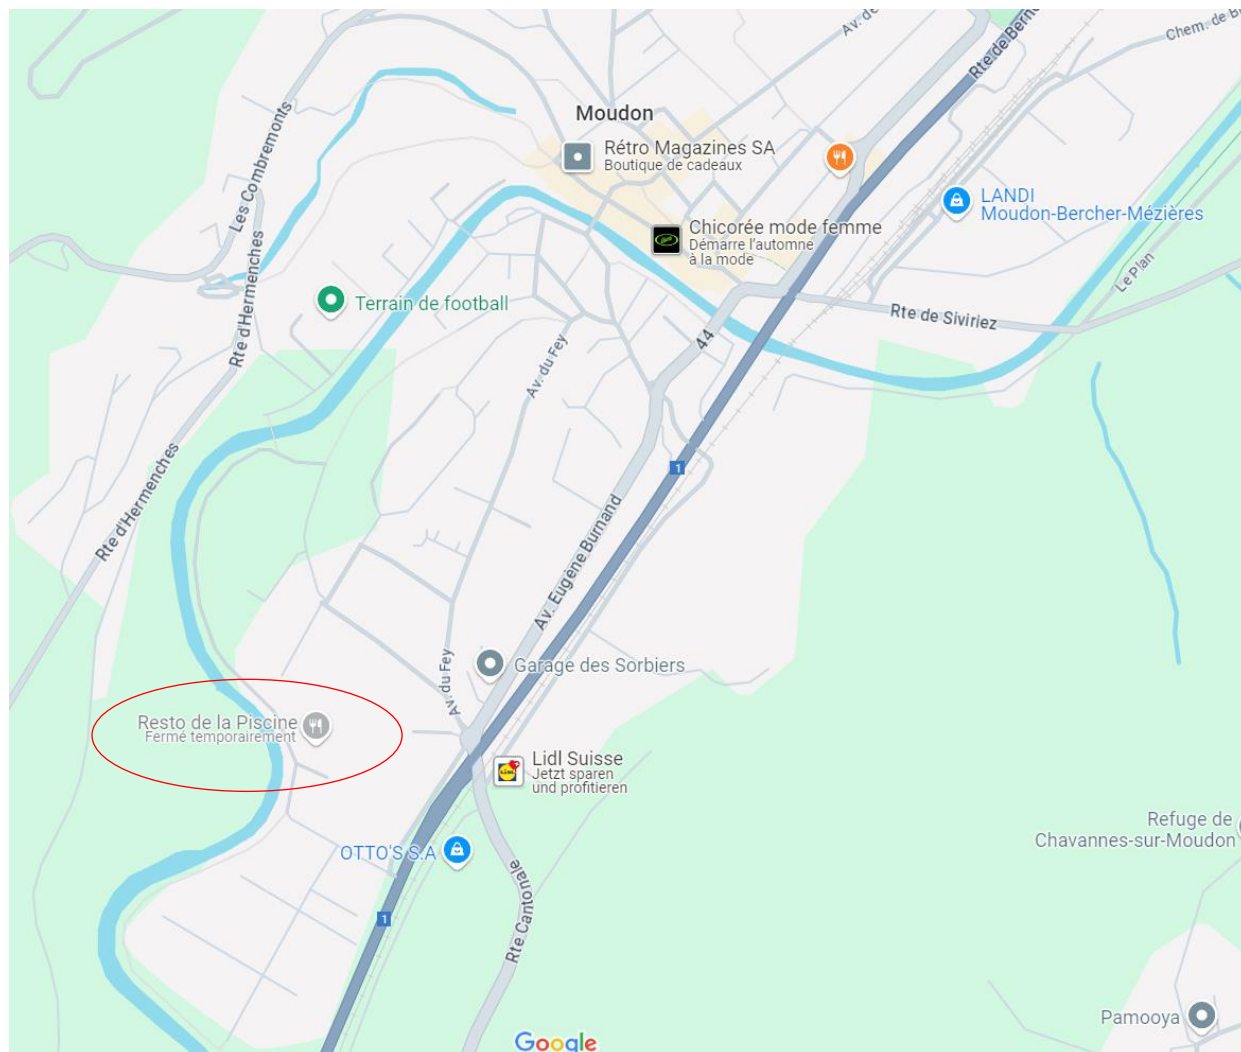 Av. de
Rte de Berne
Chem. de B
Moudon
Rétro Magazines SA
Boutique de cadeaux
Les Combremonts
LANDI
Moudon-Bercher-Mézières
Chicorée mode femme
Démarre l'automne
à la mode
Rte d'Hermenches
Terrain de football
Le Plan
Rte de Siviriez
44
Av. du Fey
1
Rte d'Hermenches
Av. Eugène Burnand
Garage des Sorbiers
Av. du Fey
Resto de la Piscine
Fermé temporairement
Lidl Suisse
Jetzt sparen
und profitieren
LIDL
Refuge de
Chavannes-sur-Moudon
OTTO'S S.A
1
Rte Cantonale
Pamooya
Google